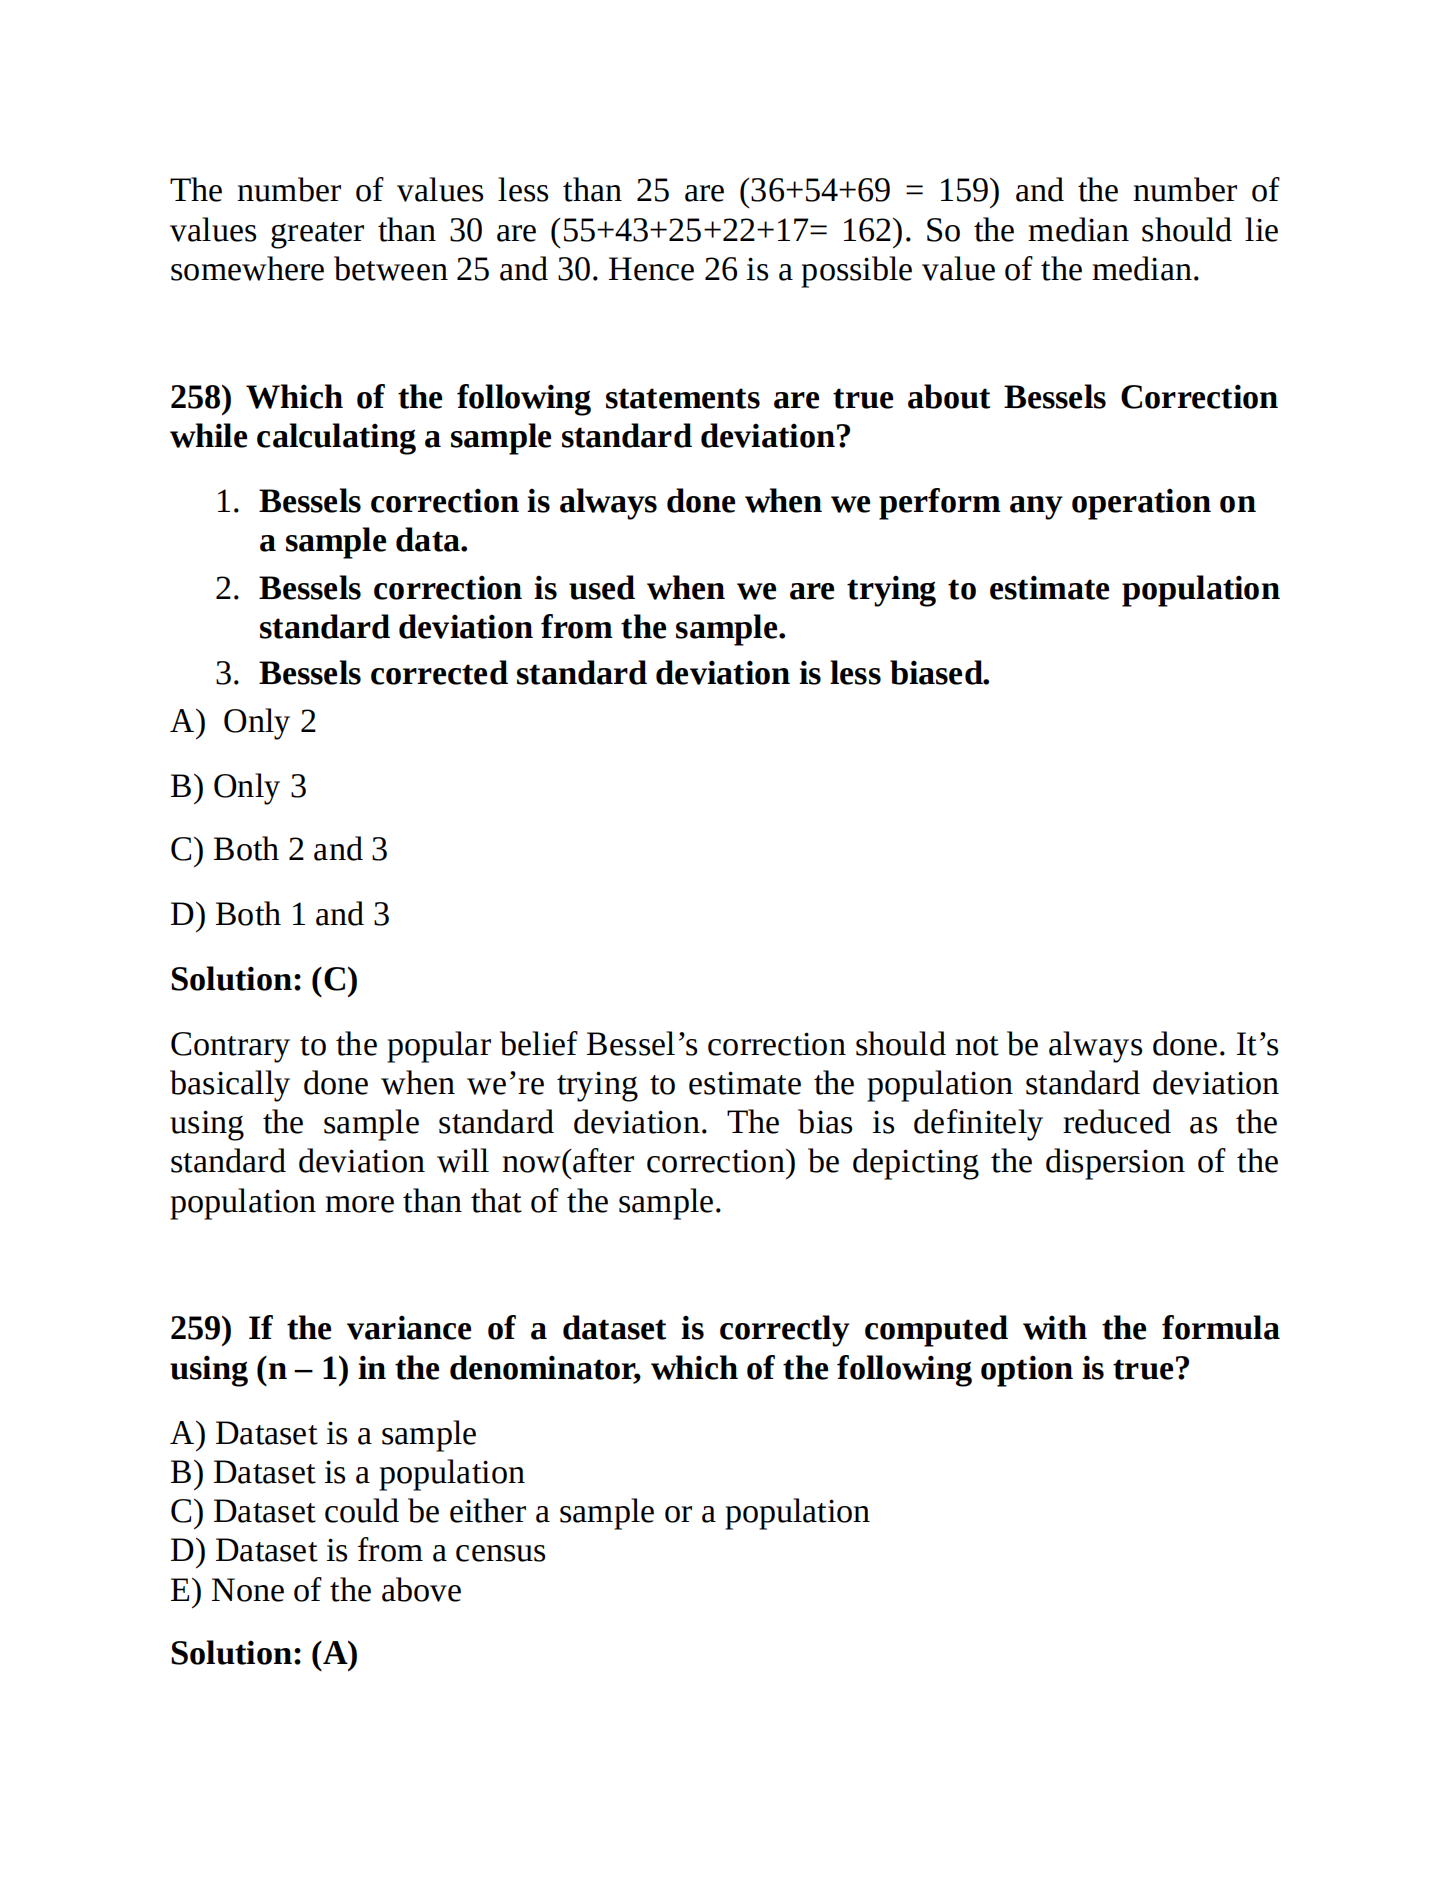 The number of values less than 25 are (36+54+69 = 159) and the number of
values greater than 30 are (55+43+25+22+17= 162). So the median should lie
somewhere between 25 and 30. Hence 26 is a possible value of the median.
258) Which of the following statements are true about Bessels Correction
while calculating a sample standard deviation?
1. Bessels correction is always done when we perform any operation on
a sample data.
2. Bessels correction is used when we are trying to estimate population
standard deviation from the sample.
3. Bessels corrected standard deviation is less biased.
A) Only 2
B) Only 3
C) Both 2 and 3
D) Both 1 and 3
Solution: (C)
Contrary to the popular belief Bessel’s correction should not be always done. It’s
basically done when we’re trying to estimate the population standard deviation
using the sample standard deviation. The bias is definitely reduced as the
standard deviation will now(after correction) be depicting the dispersion of the
population more than that of the sample.
259) If the variance of a dataset is correctly computed with the formula
using (n – 1) in the denominator, which of the following option is true?
A) Dataset is a sample
B) Dataset is a population
C) Dataset could be either a sample or a population
D) Dataset is from a census
E) None of the above
Solution: (A)